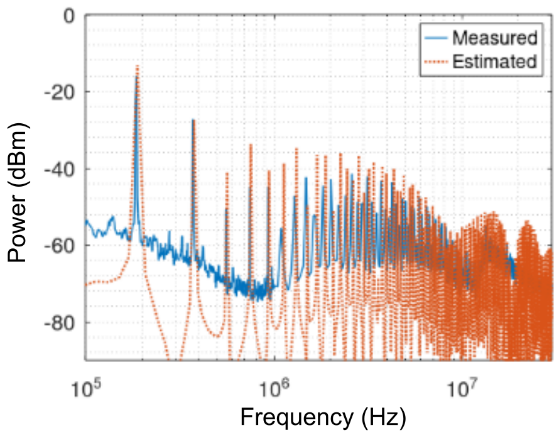 0
-20
-40
-60
-80
Power (dBm)
Measured
Estimated
10^5
10^6
10^7
Frequency (Hz)